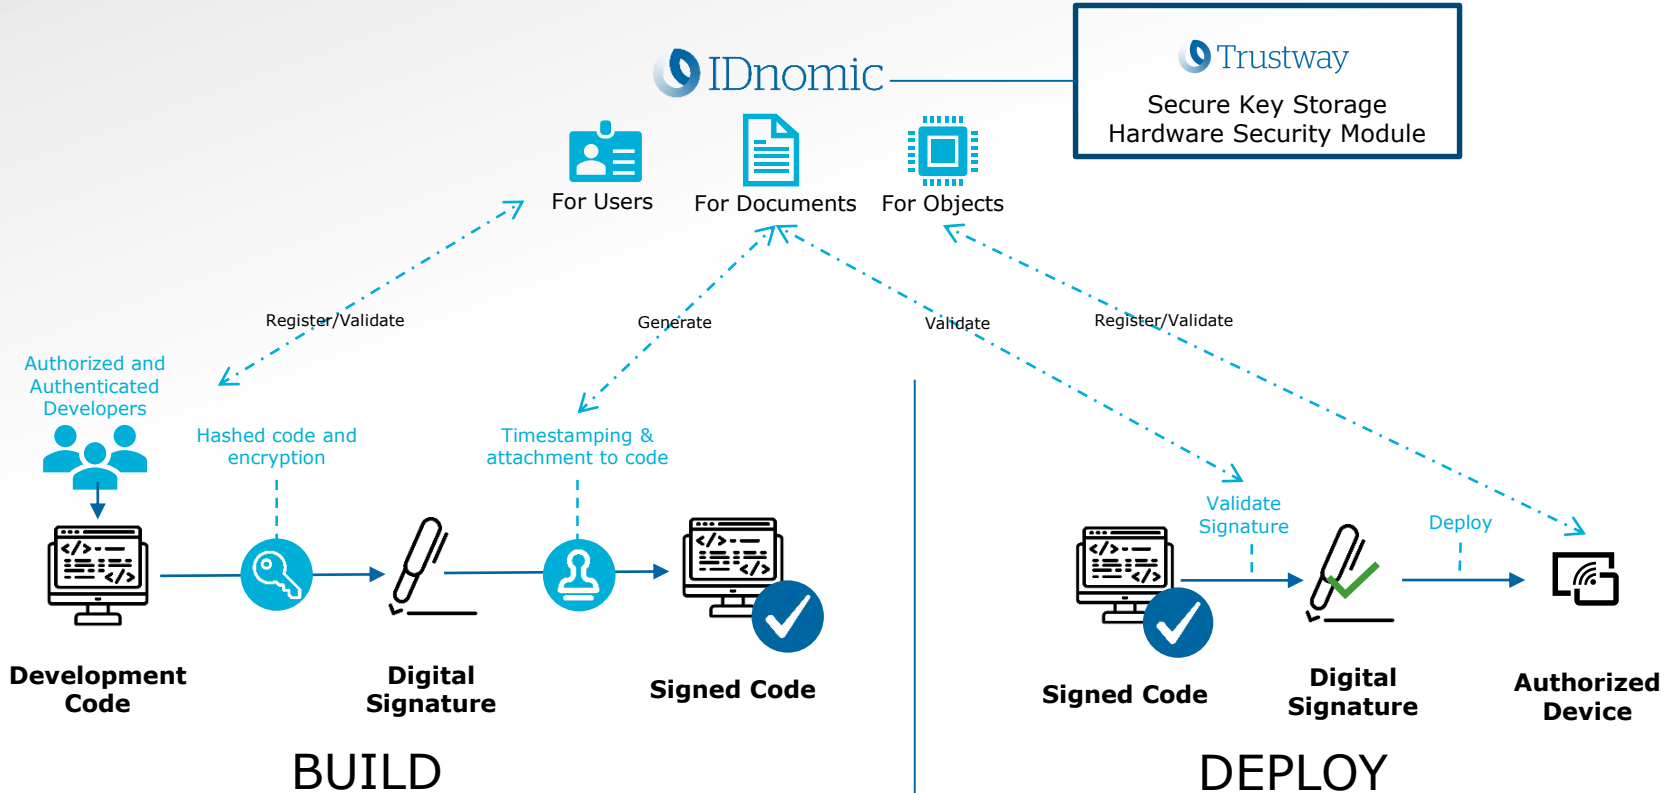 IDnomic
Trustway
Secure Key Storage
Hardware Security Module
For Users
For Documents
For Objects
Register/Validate
Generate
Validate
Register/Validate
Authorized and
Authenticated
Developers
Hashed code and
encryption
Timestamping &
attachment to code
Validate
Signature
Deploy
</>
</>
</>
</>
</>
</>
Development
Code
Digital
Signature
Signed Code
Signed Code
Digital
Signature
Authorized
Device
BUILD
DEPLOY